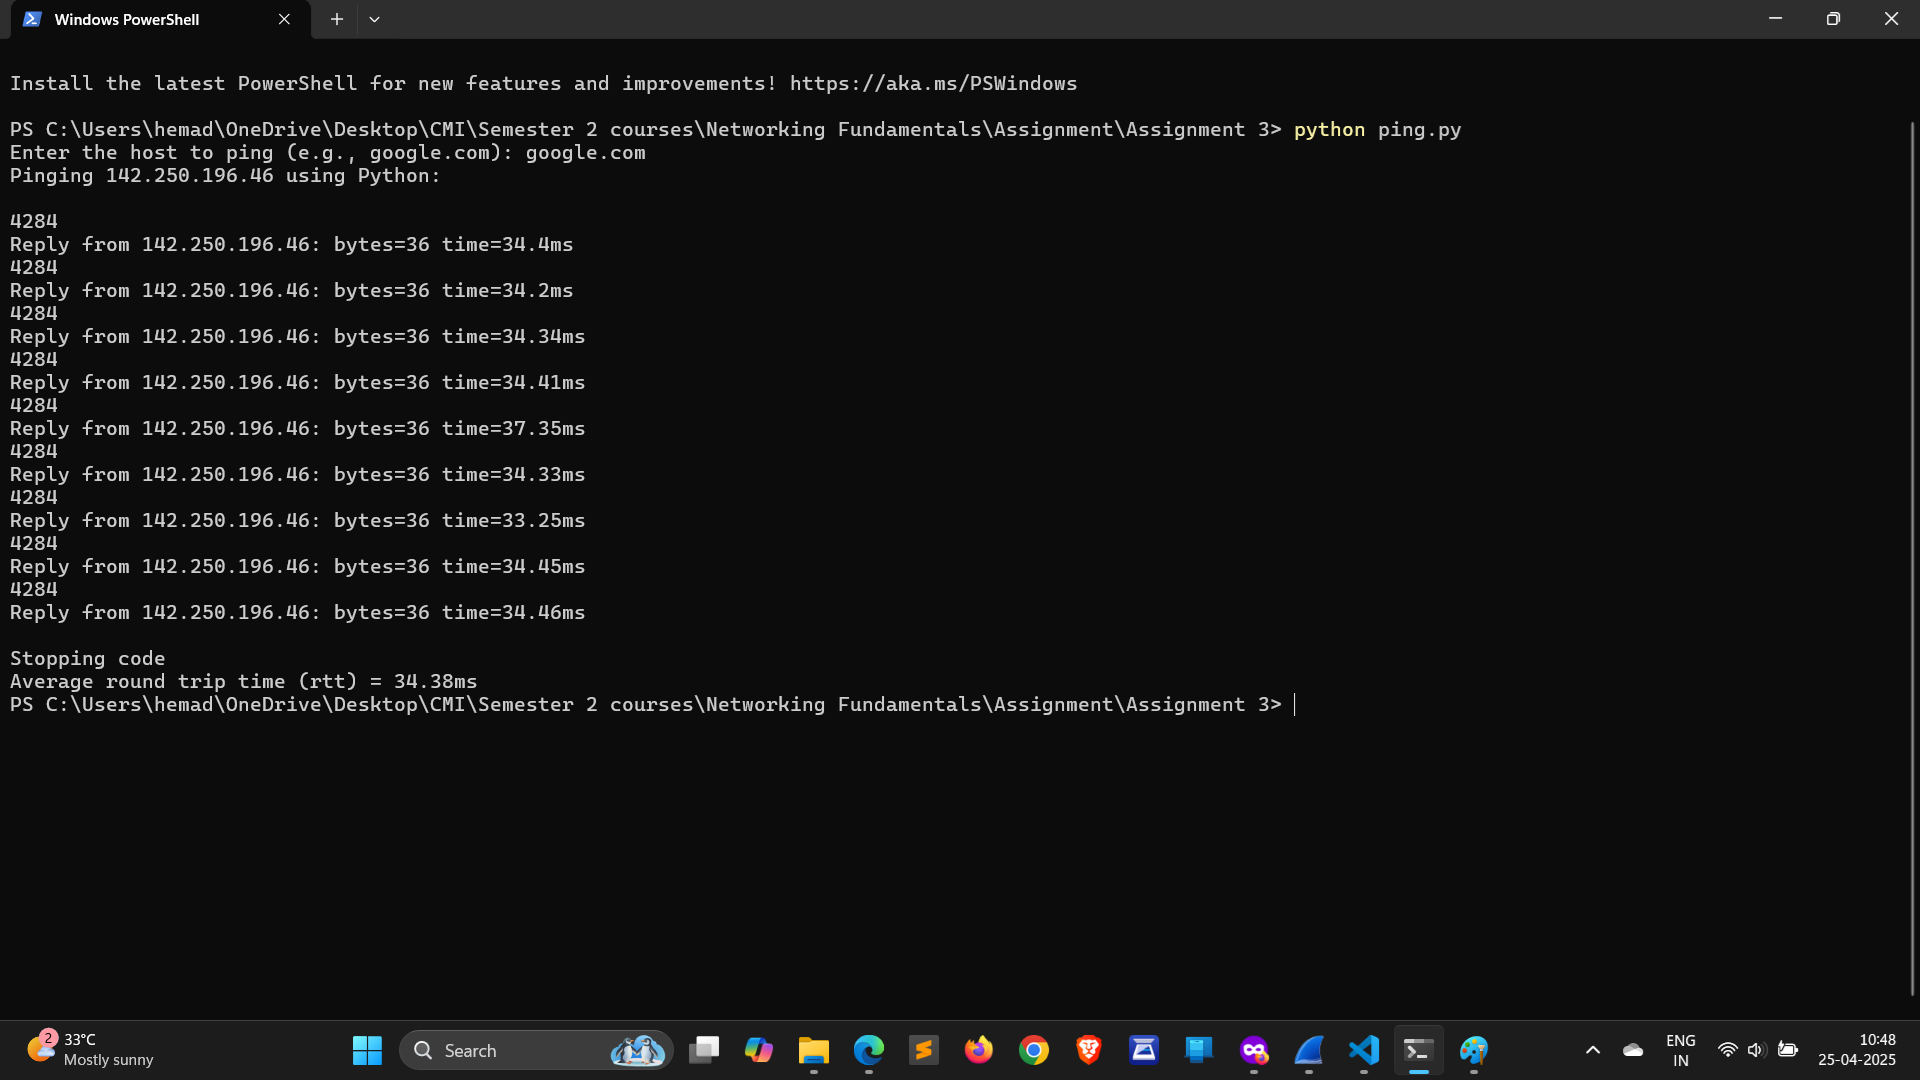 Windows PowerShell
Install the latest PowerShell for new features and improvements! https://aka.ms/PSWindows
PS C:\Users\hemad\OneDrive\Desktop\CMI\Semester 2 courses\Networking Fundamentals\Assignment\Assignment 3> python ping.py
Enter the host to ping (e.g., google.com): google.com
Pinging 142.250.196.46 using Python:
4284
Reply from 142.250.196.46: bytes=36 time=34.4ms
4284
Reply from 142.250.196.46: bytes=36 time=34.2ms
4284
Reply from 142.250.196.46: bytes=36 time=34.34ms
4284
Reply from 142.250.196.46: bytes=36 time=34.41ms
4284
Reply from 142.250.196.46: bytes=36 time=37.35ms
4284
Reply from 142.250.196.46: bytes=36 time=34.33ms
4284
Reply from 142.250.196.46: bytes=36 time=33.25ms
4284
Reply from 142.250.196.46: bytes=36 time=34.45ms
4284
Reply from 142.250.196.46: bytes=36 time=34.46ms
Stopping code
Average round trip time (rtt) = 34.38ms
PS C:\Users\hemad\OneDrive\Desktop\CMI\Semester 2 courses\Networking Fundamentals\Assignment\Assignment 3>
2
33°C
Mostly sunny
Search
ENG
IN
10:48
25-04-2025